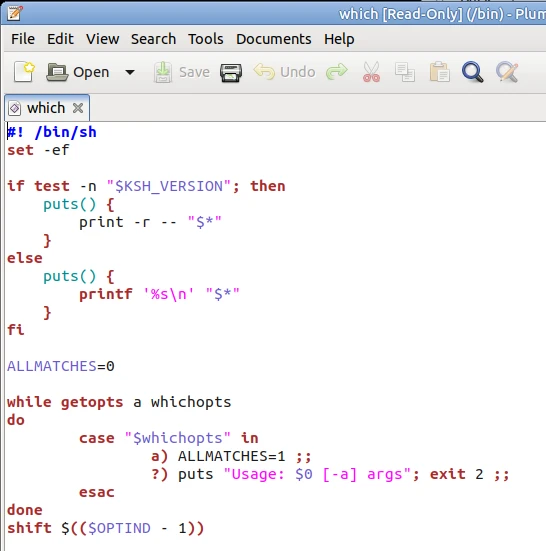 which [Read-Only] (/bin) - Plum
File Edit View Search Tools Documents Help
Open Save Undo
which
#! /bin/sh
set -ef

if test -n "$KSH_VERSION"; then
    puts() {
        print -r -- "$*"
    }
else
    puts() {
        printf '%s\n' "$*"
    }
fi

ALLMATCHES=0

while getopts a whichopts
do
        case "$whichopts" in
                a) ALLMATCHES=1 ;;
                ?) puts "Usage: $0 [-a] args"; exit 2 ;;
        esac
done
shift $(($OPTIND - 1))